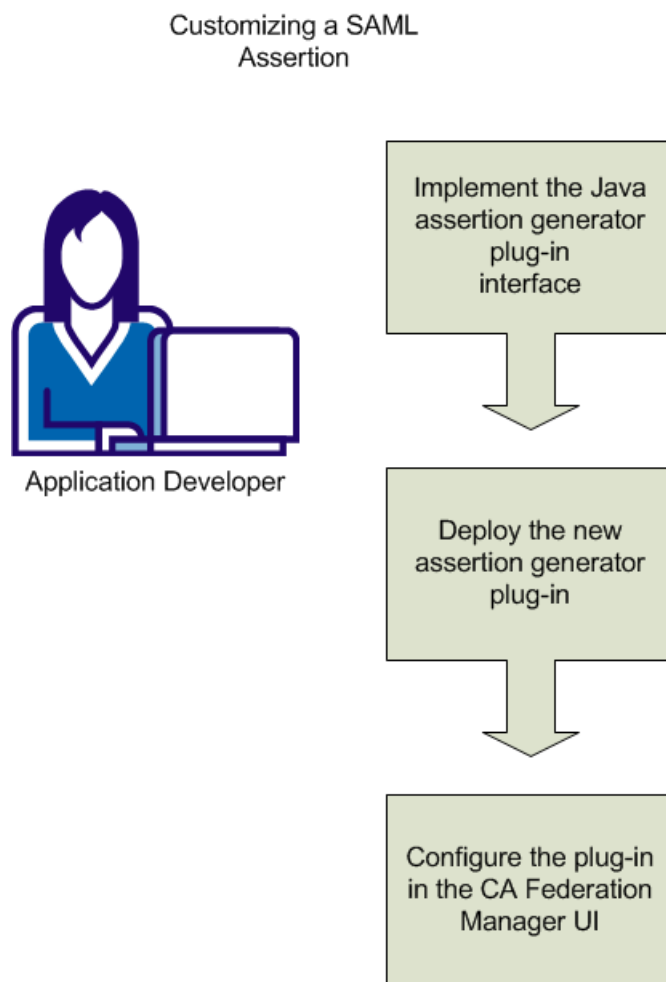 Customizing a SAML
Assertion
Implement the Java
assertion generator
plug-in
interface
Application Developer
Deploy the new
assertion generator
plug-in
Configure the plug-in
in the CA Federation
Manager UI